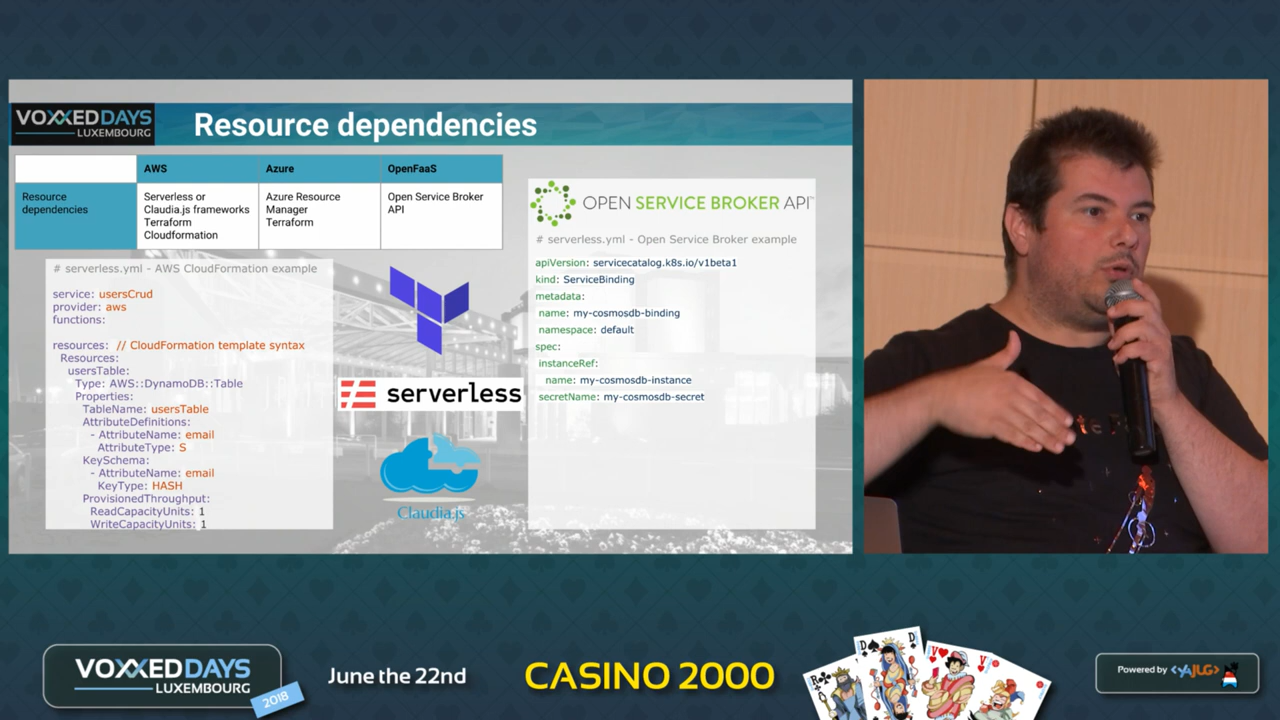 VOXXEDDAYS
LUXEMBOURG
Resource dependencies
AWS
Azure
OpenFaaS
Resource
dependencies
Serverless or
Claudia.js frameworks
Terraform
Cloudformation
Azure Resource
Manager
Terraform
Open Service Broker
API
# serverless.yml - AWS CloudFormation example
service: usersCrud
provider: aws
functions:
resources: // CloudFormation template syntax
Resources:
usersTable:
Type: AWS::DynamoDB::Table
Properties:
TableName: usersTable
AttributeDefinitions:
- AttributeName: email
AttributeType: S
KeySchema:
- AttributeName: email
KeyType: HASH
ProvisionedThroughput:
ReadCapacityUnits: 1
WriteCapacityUnits: 1
serverless
Claudia.js
OPEN SERVICE BROKER API
# serverless.yml - Open Service Broker example
apiVersion: servicecatalog.k8s.io/v1beta1
kind: ServiceBinding
metadata:
name: my-cosmosdb-binding
namespace: default
spec:
instanceRef:
name: my-cosmosdb-instance
secretName: my-cosmosdb-secret
VOXXEDDAYS
LUXEMBOURG
2018
June the 22nd
CASINO 2000
R
D
D
V
V
Powered by <YAJUG>